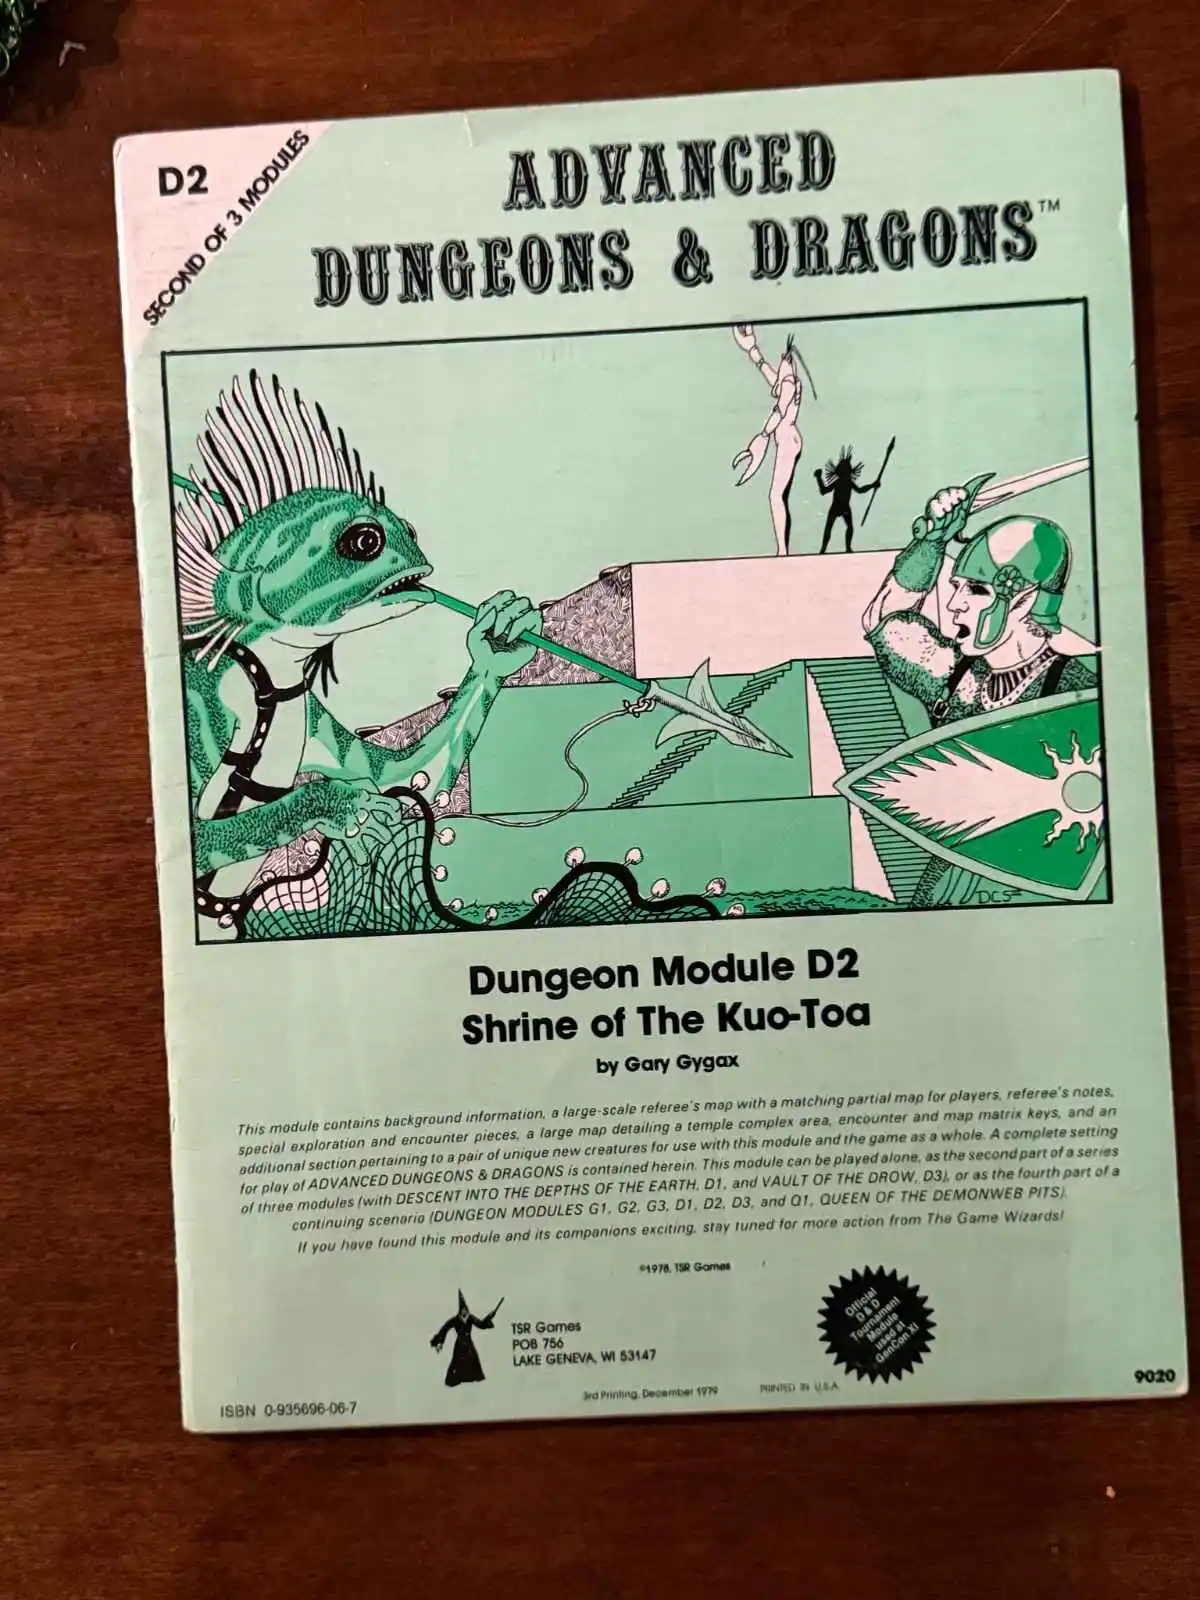 D2
SECOND OF 3 MODULES
ADVANCED
DUNGEONS & DRAGONS™
DCS
Dungeon Module D2
Shrine of The Kuo-Toa
by Gary Gygax
This module contains background information, a large-scale referee's map with a matching partial map for players, referee's notes,
special exploration and encounter pieces, a large map detailing a temple complex area, encounter and map matrix keys, and an
additional section pertaining to a pair of unique new creatures for use with this module and the game as a whole. A complete setting
for play of ADVANCED DUNGEONS & DRAGONS is contained herein. This module can be played alone, as the second part of a series
of three modules (with DESCENT INTO THE DEPTHS OF THE EARTH, D1, and VAULT OF THE DROW, D3), or as the fourth part of a
continuing scenario (DUNGEON MODULES G1, G2, G3, D1, D2, D3, and Q1, QUEEN OF THE DEMONWEB PITS).
If you have found this module and its companions exciting, stay tuned for more action from The Game Wizards!
©1978, TSR Games
TSR Games
POB 756
LAKE GENEVA, WI 53147
Official
D & D
Tournament
Module
used at
GenCon XI
ISBN 0-935696-06-7
3rd Printing, December 1979
PRINTED IN U.S.A.
9020